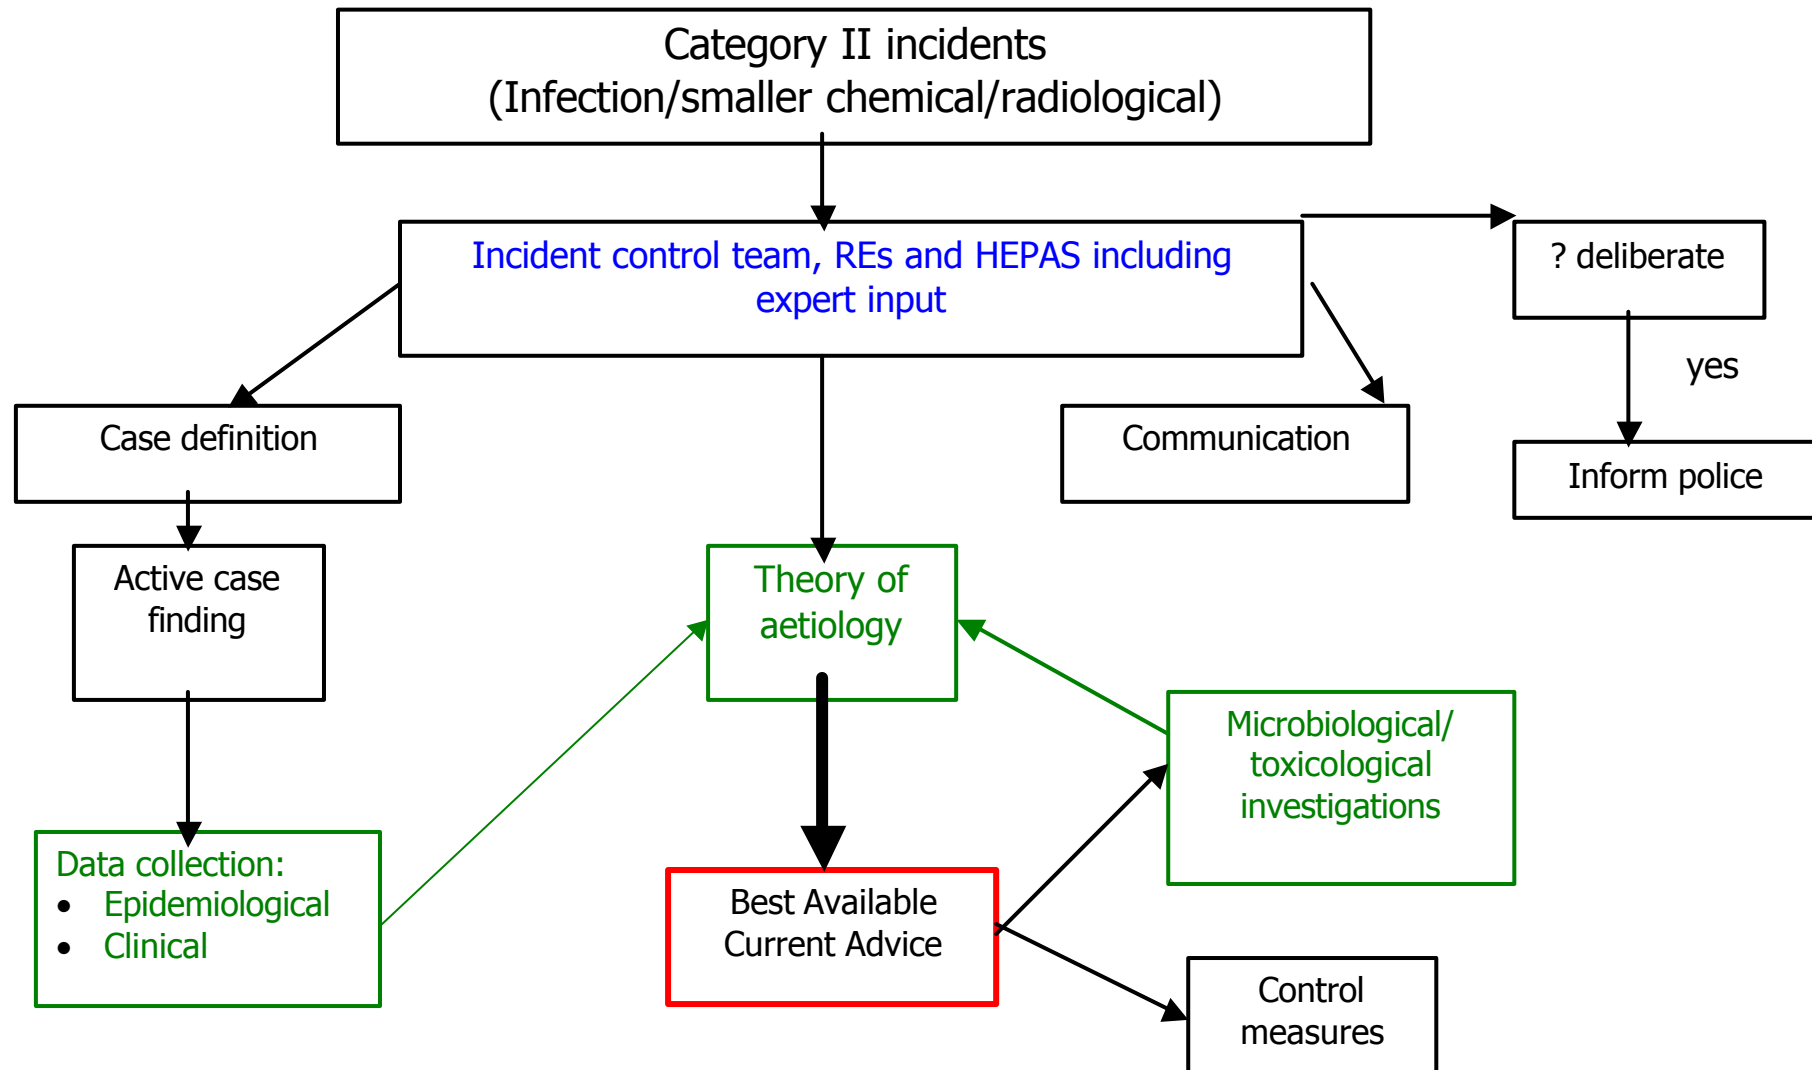 Category II incidents
(Infection/smaller chemical/radiological)
Incident control team, REs and HEPAS including
expert input
? deliberate
yes
Case definition
Communication
Inform police
Active case
finding
Theory of
aetiology
Microbiological/
toxicological
investigations
Data collection:
• Epidemiological
• Clinical
Best Available
Current Advice
Control
measures